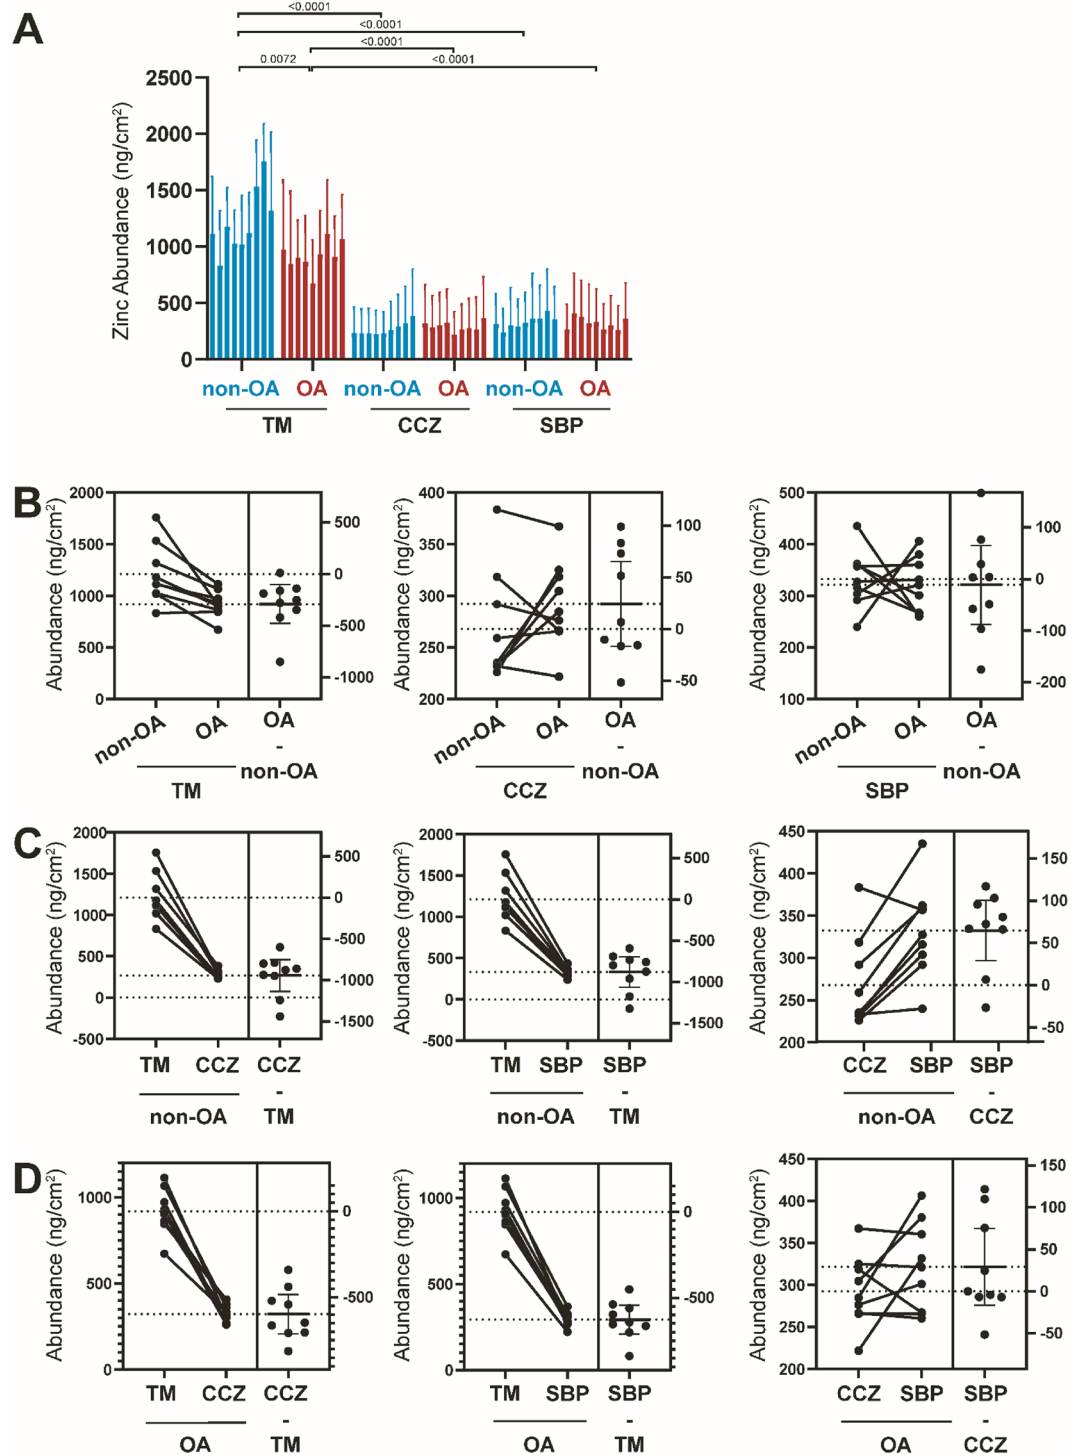 A
<0.0001
<0.0001
<0.0001
0.0072
<0.0001
Zinc Abundance (ng/cm²)
2500
2000
1500
1000
500
0
non-OA OA non-OA OA non-OA OA
TM CCZ SBP
B
Abundance (ng/cm²)
2000
1500
1000
500
0
500
0
-500
-1000
non-OA OA OA
-
non-OA
TM
Abundance (ng/cm²)
400
350
300
250
200
100
50
0
-50
non-OA OA OA
-
non-OA
CCZ
Abundance (ng/cm²)
500
400
300
200
100
100
0
-100
-200
non-OA OA OA
-
non-OA
SBP
C
Abundance (ng/cm²)
2000
1500
1000
500
0
-500
500
0
-500
-1000
-1500
TM CCZ CCZ
-
non-OA TM
Abundance (ng/cm²)
2000
1500
1000
500
0
-500
500
0
-500
-1000
-1500
TM SBP SBP
-
non-OA TM
Abundance (ng/cm²)
450
400
350
300
250
200
150
100
50
0
-50
CCZ SBP SBP
-
non-OA CCZ
D
Abundance (ng/cm²)
1000
500
0
0
-500
TM CCZ CCZ
-
OA TM
Abundance (ng/cm²)
1000
500
0
0
-500
TM SBP SBP
-
OA TM
Abundance (ng/cm²)
450
400
350
300
250
200
150
100
50
0
-50
CCZ SBP SBP
-
OA CCZ